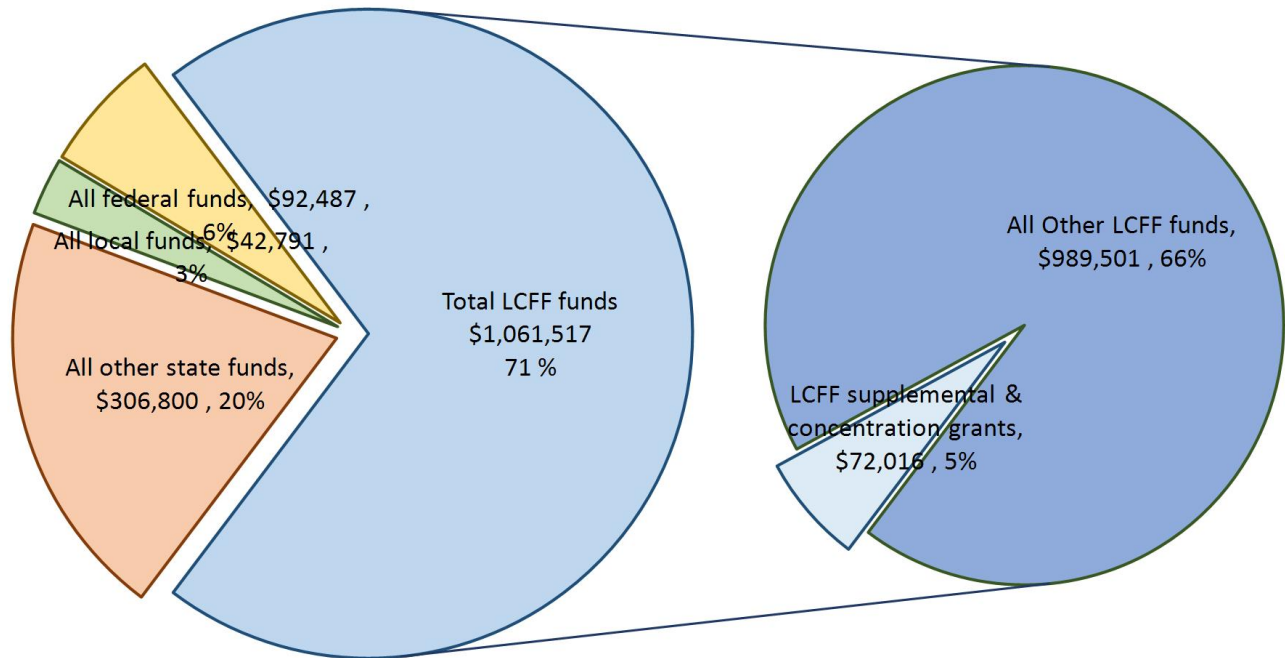 All federal funds, $92,487 ,
6%
All local funds, $42,791 ,
3%
All other state funds,
$306,800 , 20%
Total LCFF funds
$1,061,517
71 %
All Other LCFF funds,
$989,501 , 66%
LCFF supplemental &
concentration grants,
$72,016 , 5%